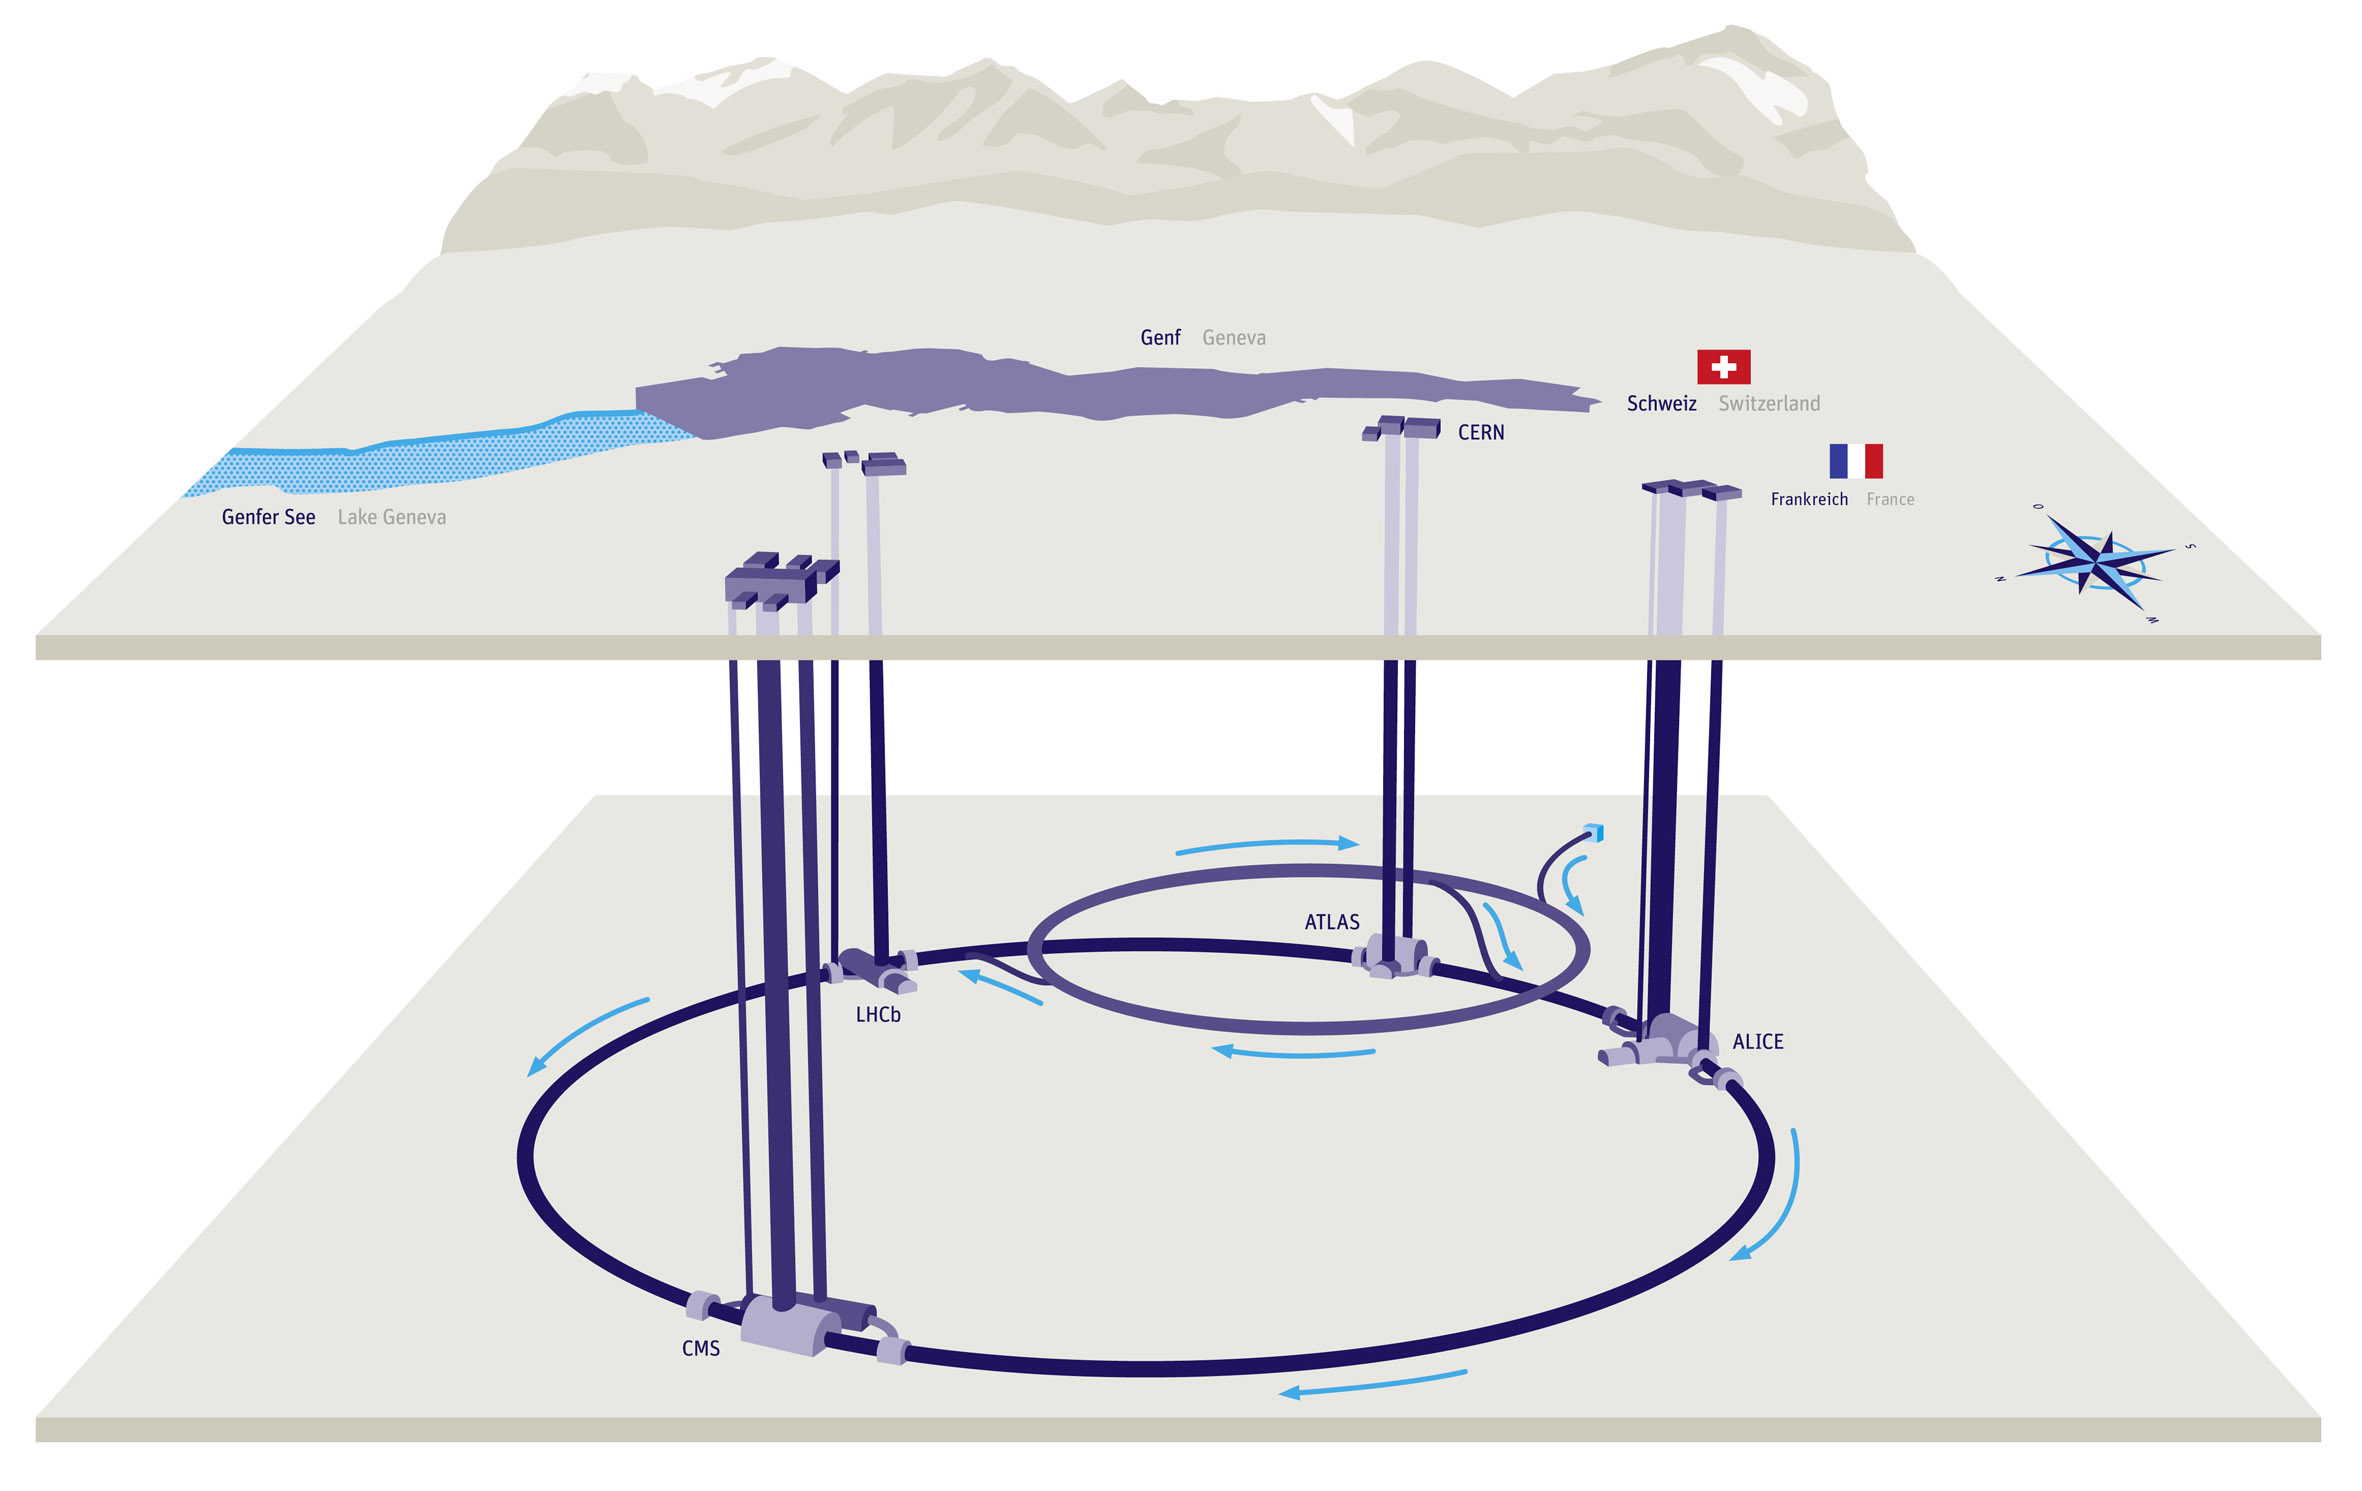 Genf Geneva
Schweiz Switzerland
CERN
Frankreich France
Genfer See Lake Geneva
O
S
N
W
ATLAS
LHCb
ALICE
CMS